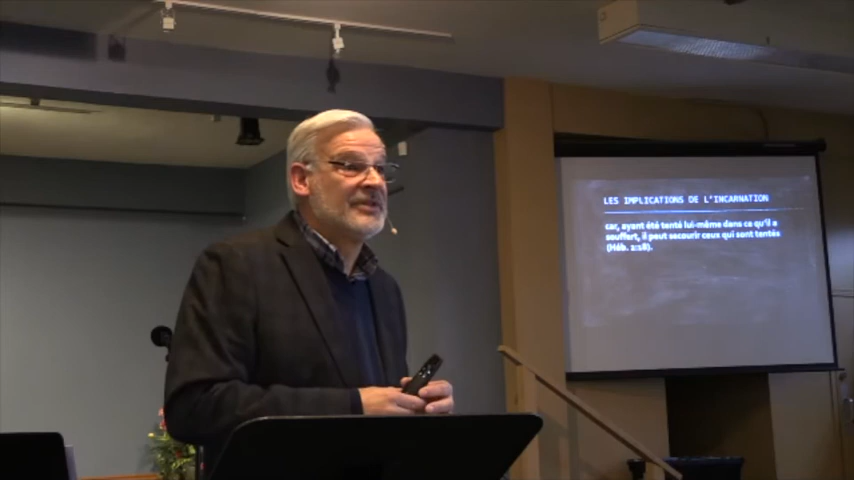 LES IMPLICATIONS DE L'INCARNATION
car, ayant été tenté lui-même dans ce qu'il a
souffert, il peut secourir ceux qui sont tentés
(Héb. 2:18).